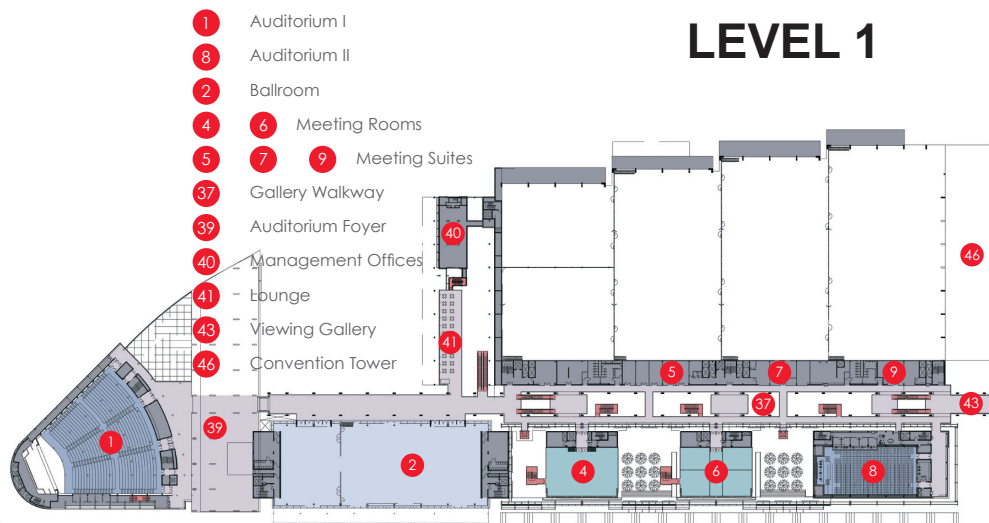 LEVEL 1
1 Auditorium I
8 Auditorium II
2 Ballroom
4 6 Meeting Rooms
5 7 9 Meeting Suites
37 Gallery Walkway
39 Auditorium Foyer
40 Management Offices
41 Lounge
43 Viewing Gallery
46 Convention Tower
40
46
41
5 7 9
37 43
39
1
2
4
6
8